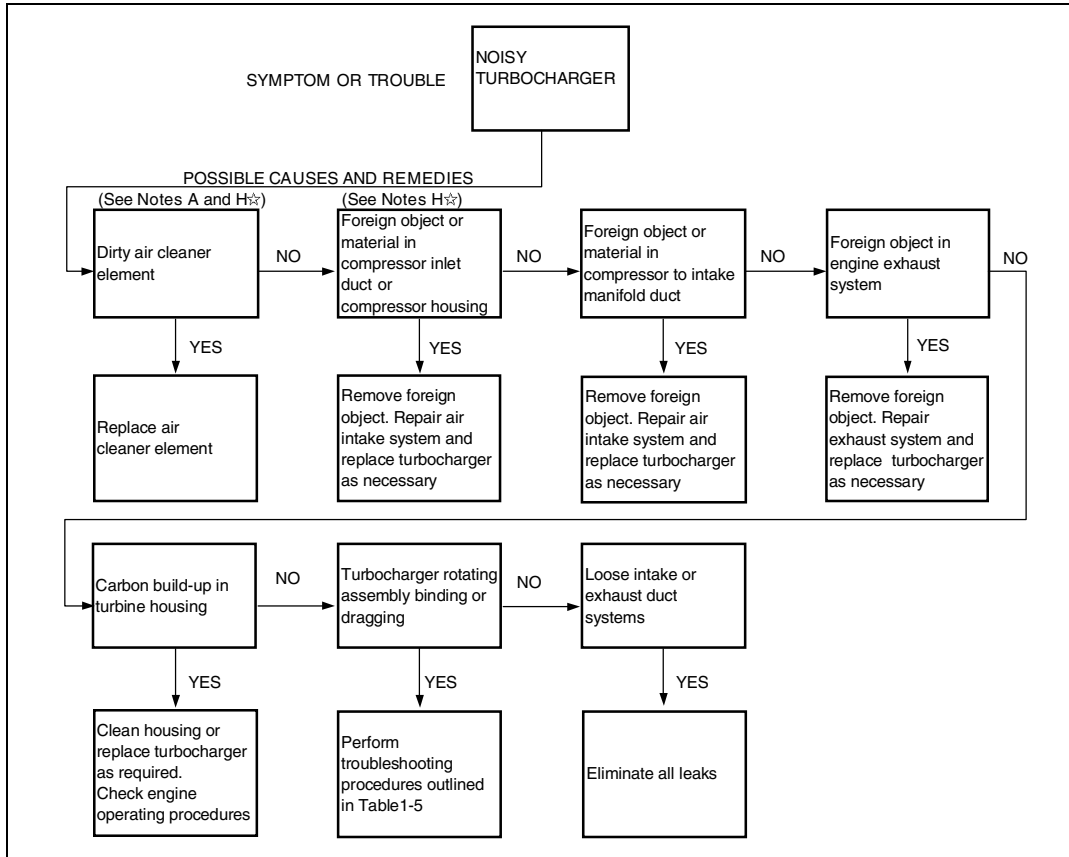 SYMPTOM OR TROUBLE
NOISY
TURBOCHARGER
POSSIBLE CAUSES AND REMEDIES
(See Notes A and H☆)
(See Notes H☆)
Dirty air cleaner
element
NO
Foreign object or
material in
compressor inlet
duct or
compressor housing
NO
Foreign object or
material in
compressor to intake
manifold duct
NO
Foreign object in
engine exhaust
system
NO
YES
YES
YES
YES
Replace air
cleaner element
Remove foreign
object. Repair air
intake system and
replace turbocharger
as necessary
Remove foreign
object. Repair air
intake system and
replace turbocharger
as necessary
Remove foreign
object. Repair
exhaust system and
replace turbocharger
as necessary
Carbon build-up in
turbine housing
NO
Turbocharger rotating
assembly binding or
dragging
NO
Loose intake or
exhaust duct
systems
YES
YES
YES
Clean housing or
replace turbocharger
as required.
Check engine
operating procedures
Perform
troubleshooting
procedures outlined
in Table1-5
Eliminate all leaks